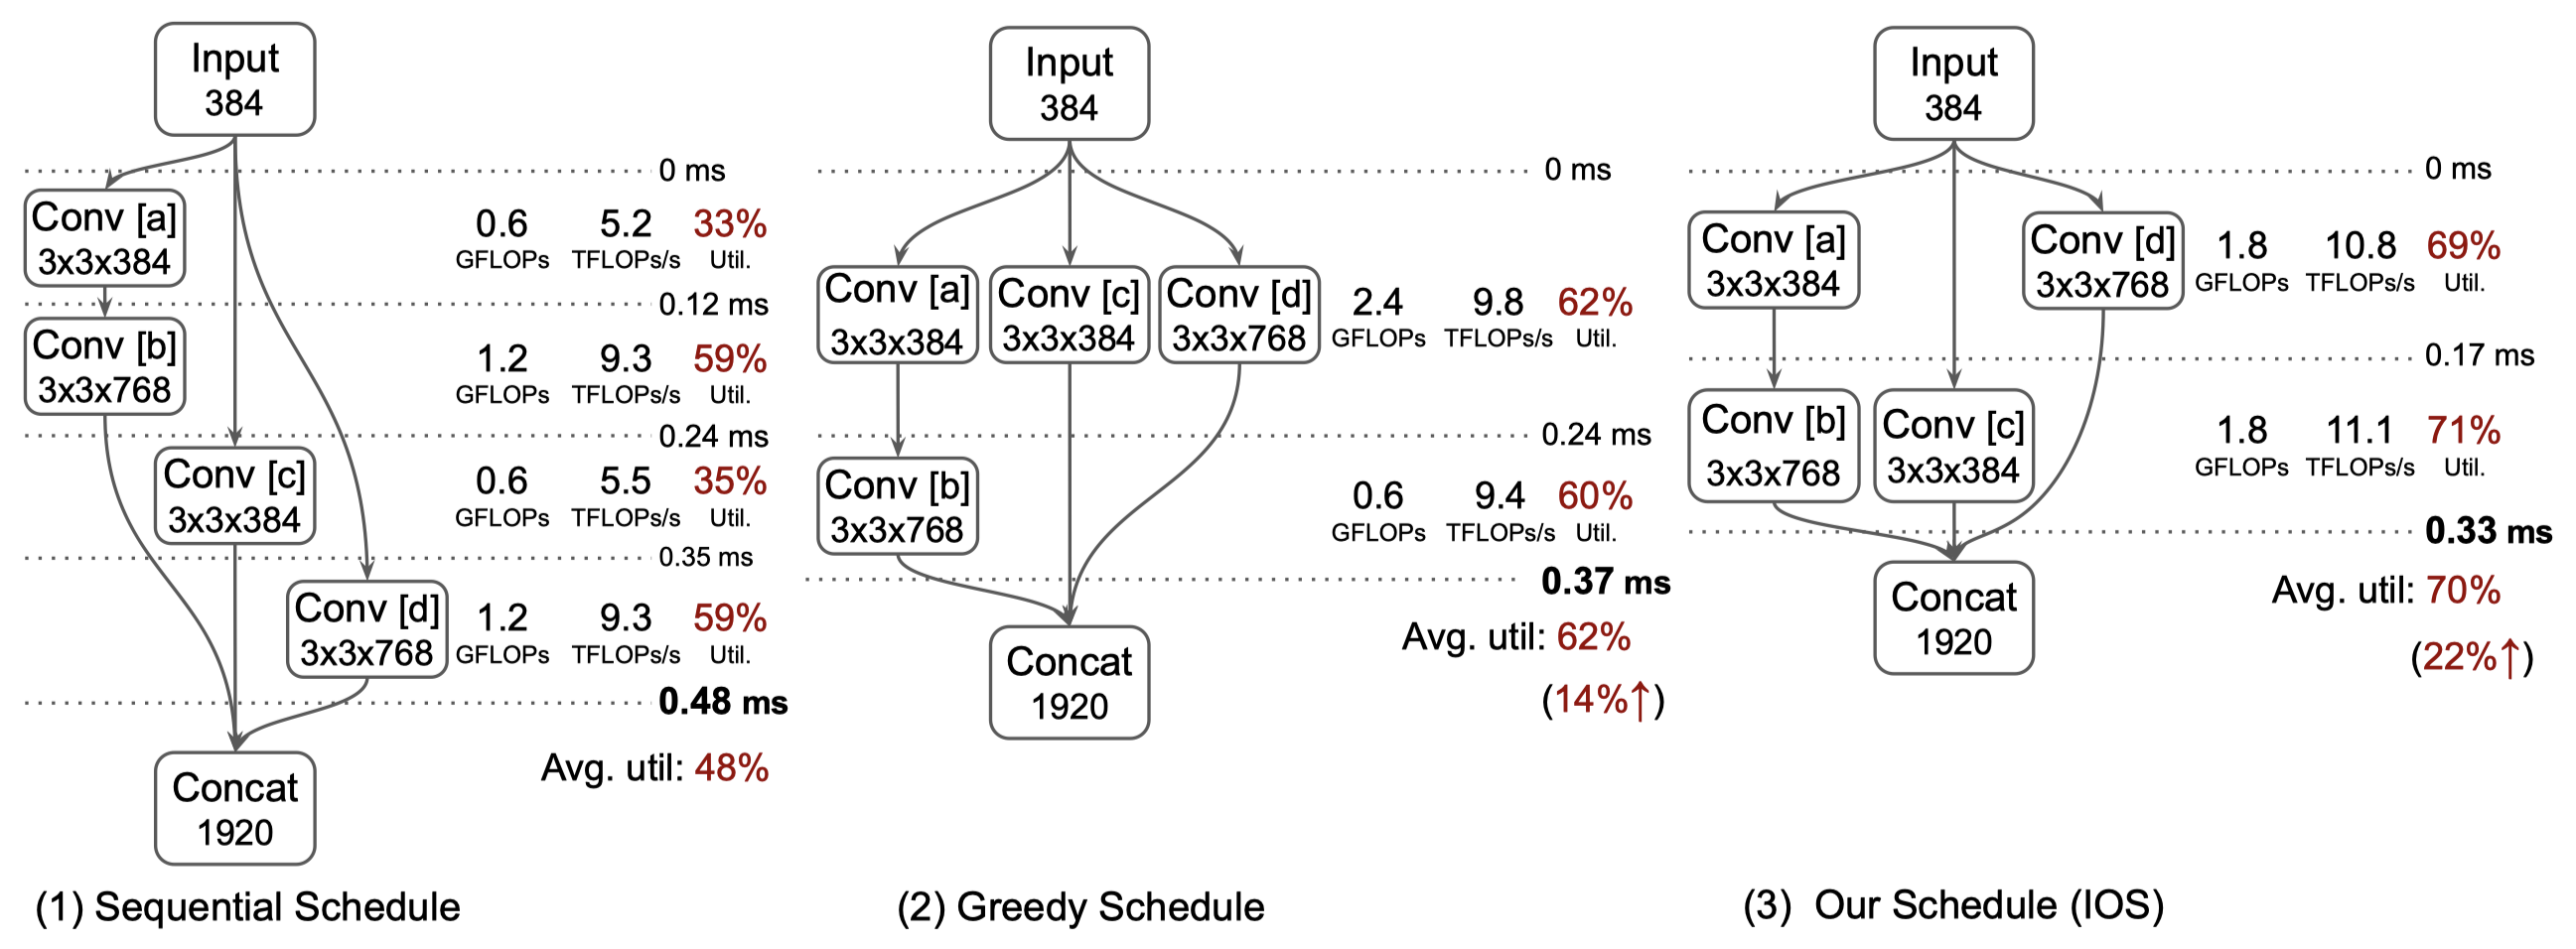 Input
384
0 ms
Conv [a]
3x3x384
0.6 5.2 33%
GFLOPs TFLOPs/s Util.
0.12 ms
Conv [b]
3x3x768
1.2 9.3 59%
GFLOPs TFLOPs/s Util.
0.24 ms
Conv [c]
3x3x384
0.6 5.5 35%
GFLOPs TFLOPs/s Util.
0.35 ms
Conv [d]
3x3x768
1.2 9.3 59%
GFLOPs TFLOPs/s Util.
0.48 ms
Avg. util: 48%
Concat
1920
(1) Sequential Schedule
Input
384
0 ms
Conv [a] Conv [c] Conv [d]
3x3x384 3x3x384 3x3x768
2.4 9.8 62%
GFLOPs TFLOPs/s Util.
0.24 ms
Conv [b]
3x3x768
0.6 9.4 60%
GFLOPs TFLOPs/s Util.
0.37 ms
Avg. util: 62%
(14%↑)
Concat
1920
(2) Greedy Schedule
Input
384
0 ms
Conv [a] Conv [d]
3x3x384 3x3x768
1.8 10.8 69%
GFLOPs TFLOPs/s Util.
0.17 ms
Conv [b] Conv [c]
3x3x768 3x3x384
1.8 11.1 71%
GFLOPs TFLOPs/s Util.
0.33 ms
Avg. util: 70%
(22%↑)
Concat
1920
(3) Our Schedule (IOS)